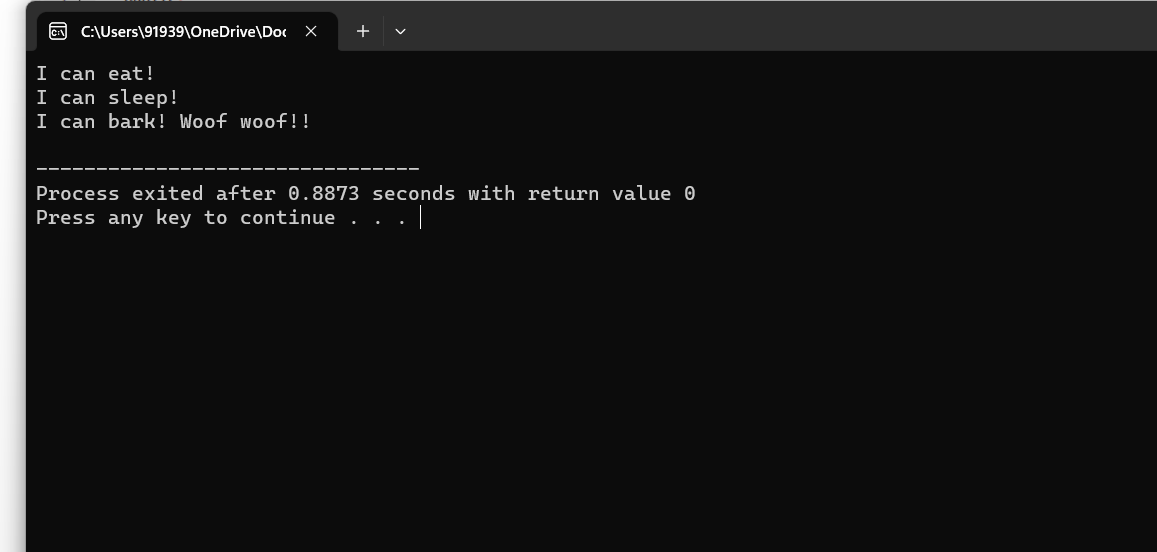 C:\Users\91939\OneDrive\Doc
I can eat!
I can sleep!
I can bark! Woof woof!!
--------------------------------
Process exited after 0.8873 seconds with return value 0
Press any key to continue . . .